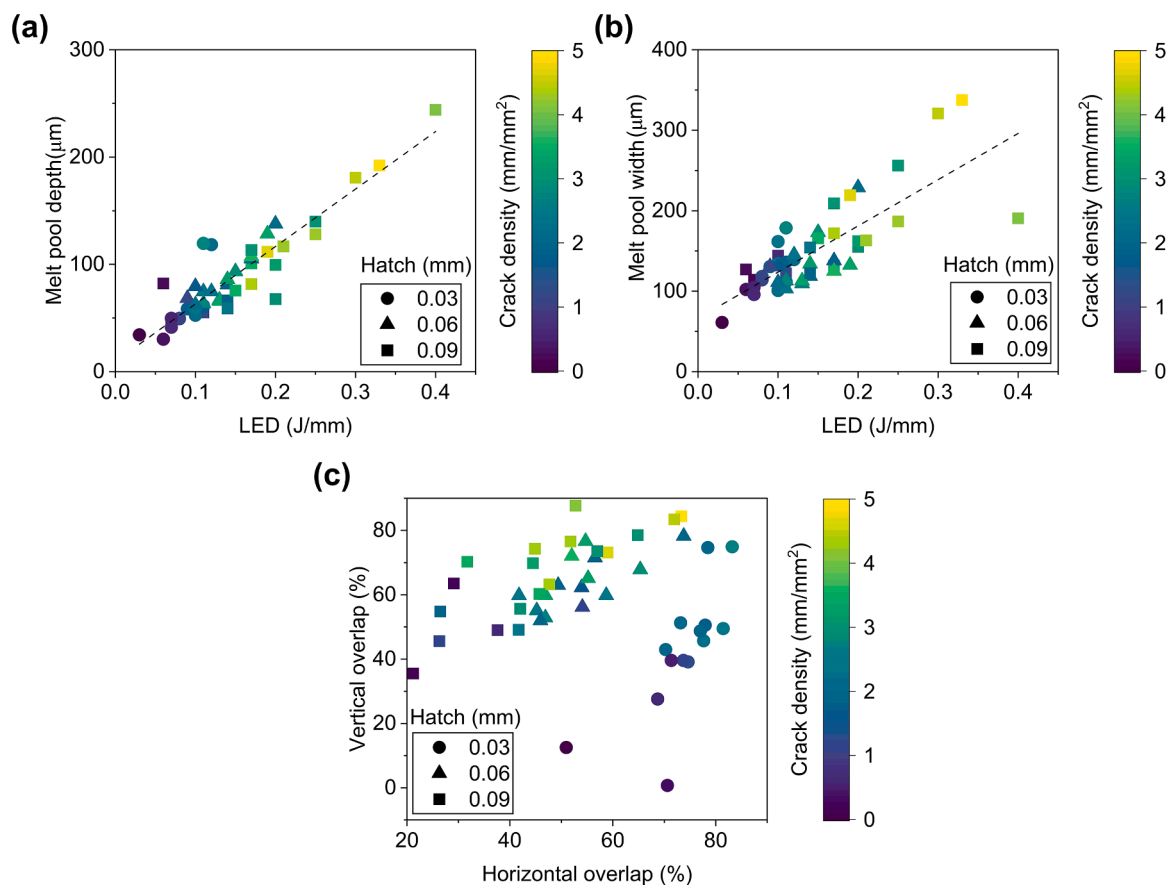 (a)
300
200
100
0
Melt pool depth(μm)
0.0 0.1 0.2 0.3 0.4
LED (J/mm)
Hatch (mm)
0.03
0.06
0.09
5
4
3
2
1
0
Crack density (mm/mm²)
(b)
400
300
200
100
0
Melt pool width(μm)
0.0 0.1 0.2 0.3 0.4
LED (J/mm)
Hatch (mm)
0.03
0.06
0.09
5
4
3
2
1
0
Crack density (mm/mm²)
(c)
80
60
40
20
0
Vertical overlap (%)
Hatch (mm)
0.03
0.06
0.09
20 40 60 80
Horizontal overlap (%)
5
4
3
2
1
0
Crack density (mm/mm²)